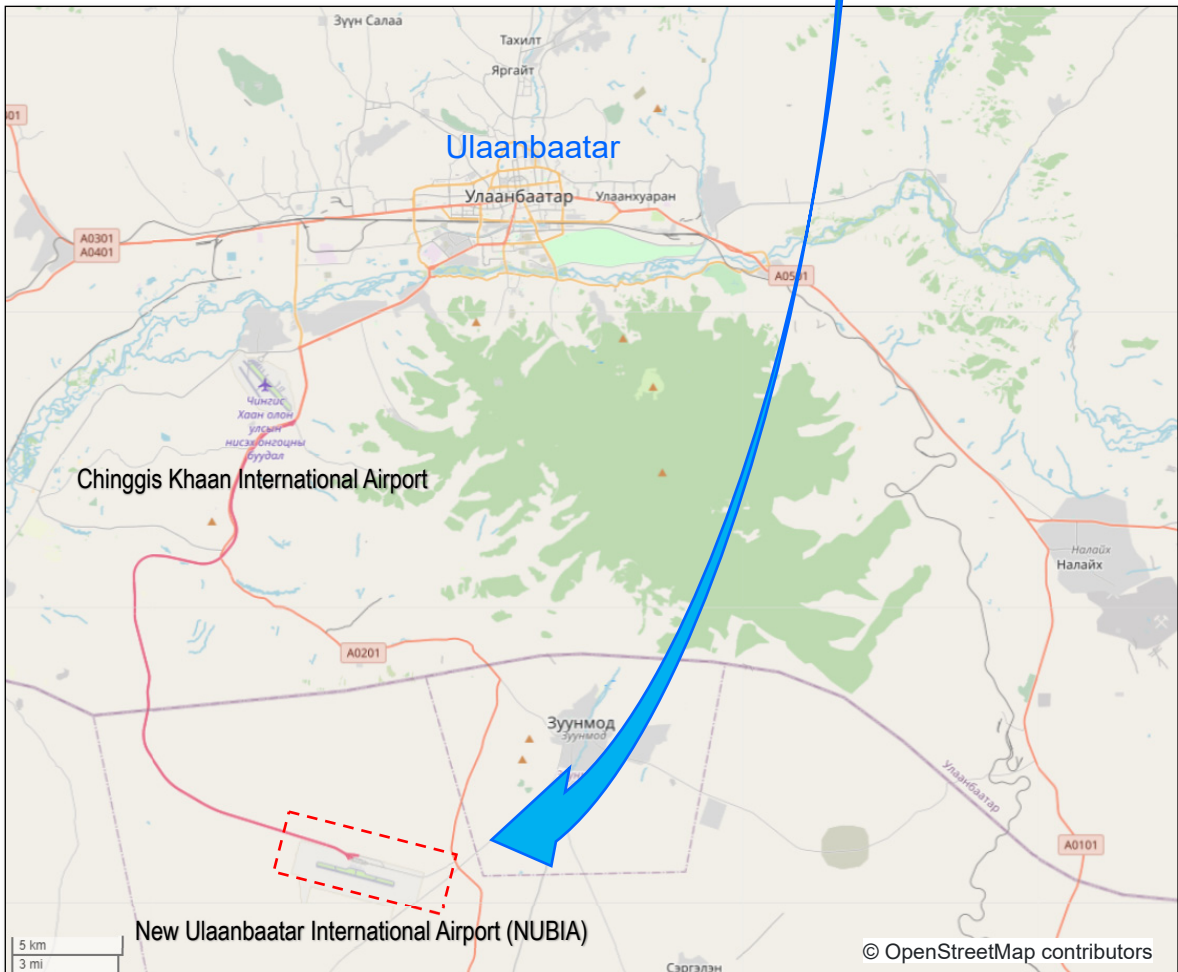 Зүүн Салаа
Тахилт
Яргайт
Ulaanbaatar
Улаанбаатар
Улаанхуаран
A0301
A0401
A0501
Чингис
Хаан олон
улсын
нисэх онгоцны
буудал
Chinggis Khaan International Airport
Налайх
Налайх
A0201
Зуунмод
Зуунмод
Улаанбаатар
A0101
New Ulaanbaatar International Airport (NUBIA)
5 km
3 mi
Сэргэлэн
© OpenStreetMap contributors